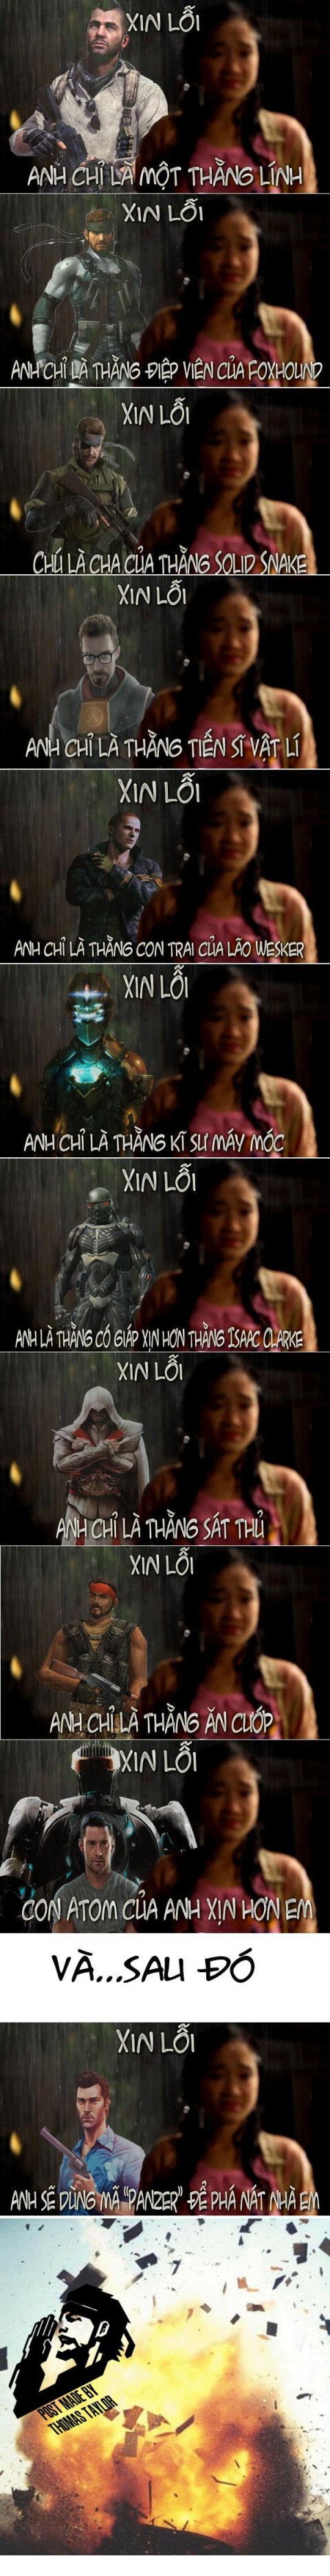 XIN LỖI
ANH CHỈ LÀ MỘT THẰNG LÍNH
XIN LỖI
ANH CHỈ LÀ THẰNG ĐIỆP VIÊN CỦA FOXHOUND
XIN LỖI
CHÚ LÀ CHA CỦA THẰNG SOLID SNAKE
XIN LỖI
ANH CHỈ LÀ THẰNG TIẾN SĨ VẬT LÍ
XIN LỖI
ANH CHỈ LÀ THẰNG CON TRAI CỦA LÃO WESKER
XIN LỖI
ANH CHỈ LÀ THẰNG KĨ SƯ MÁY MÓC
XIN LỖI
ANH LÀ THẰNG CÓ GIÁP XỊN HƠN THẰNG ISAAC CLARKE
XIN LỖI
ANH CHỈ LÀ THẰNG SÁT THỦ
XIN LỖI
ANH CHỈ LÀ THẰNG ĂN CƯỚP
XIN LỖI
CON ATOM CỦA ANH XỊN HƠN EM
VÀ...SAU ĐÓ
XIN LỖI
ANH SẼ DÙNG MÃ "PANZER" ĐỂ PHÁ NÁT NHÀ EM
POST MADE BY
THOMAS TAYLOR